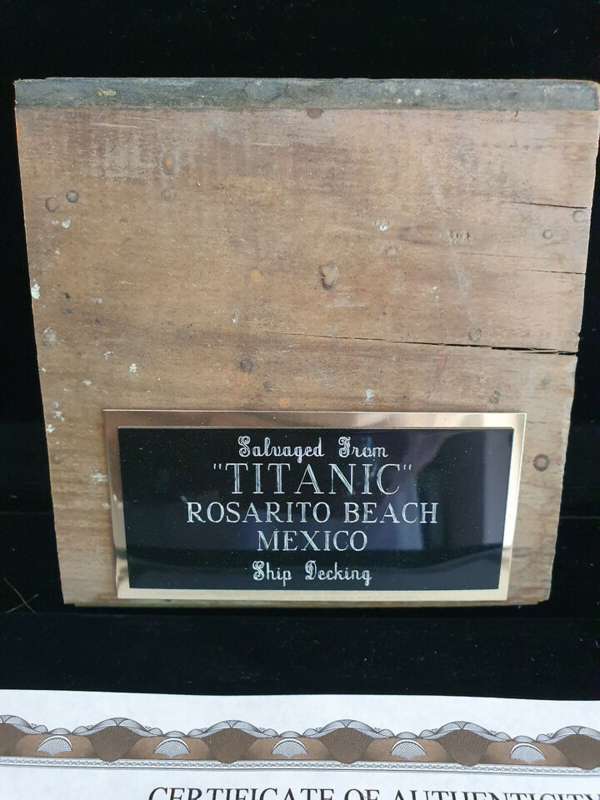 Salvaged From
"TITANIC"
ROSARITO BEACH
MEXICO
Ship Decking
CERTIFICATE OF AUTHENTICITY